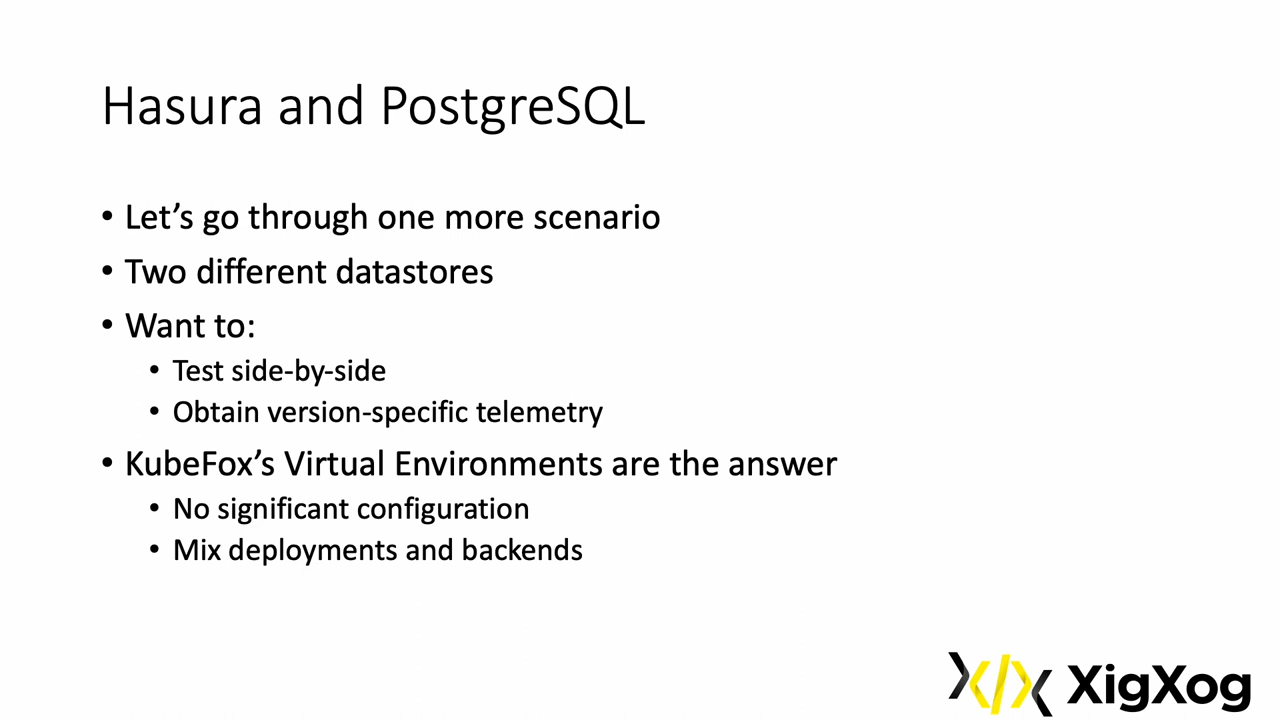 Hasura and PostgreSQL
• Let’s go through one more scenario
• Two different datastores
• Want to:
• Test side-by-side
• Obtain version-specific telemetry
• KubeFox’s Virtual Environments are the answer
• No significant configuration
• Mix deployments and backends
XigXog